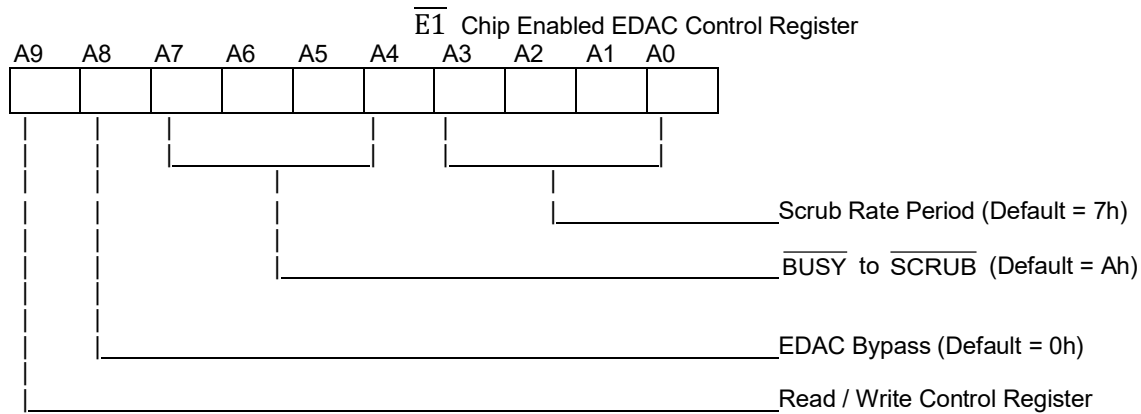 E1 Chip Enabled EDAC Control Register
A9 A8 A7 A6 A5 A4 A3 A2 A1 A0
Scrub Rate Period (Default = 7h)
BUSY to SCRUB (Default = Ah)
EDAC Bypass (Default = 0h)
Read / Write Control Register